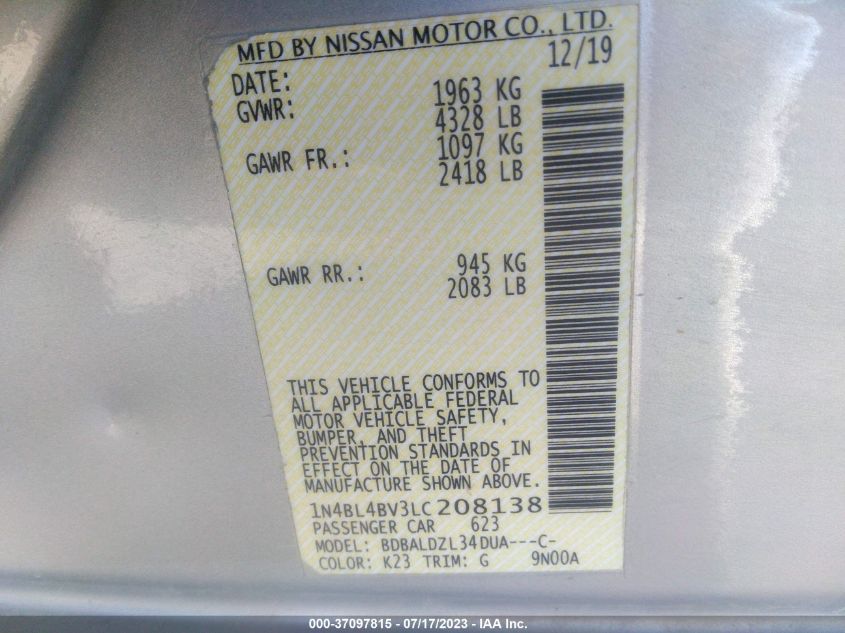 MFD BY NISSAN MOTOR CO., LTD.
DATE: 12/19
GVWR: 1963 KG
4328 LB
GAWR FR.: 1097 KG
2418 LB
GAWR RR.: 945 KG
2083 LB
THIS VEHICLE CONFORMS TO
ALL APPLICABLE FEDERAL
MOTOR VEHICLE SAFETY,
BUMPER, AND THEFT
PREVENTION STANDARDS IN
EFFECT ON THE DATE OF
MANUFACTURE SHOWN ABOVE.
1N4BL4BV3LC208138
PASSENGER CAR 623
MODEL: BDBALDZL34DUA---C-
COLOR: K23 TRIM: G 9N00A
000-37097815 - 07/17/2023 - IAA Inc.